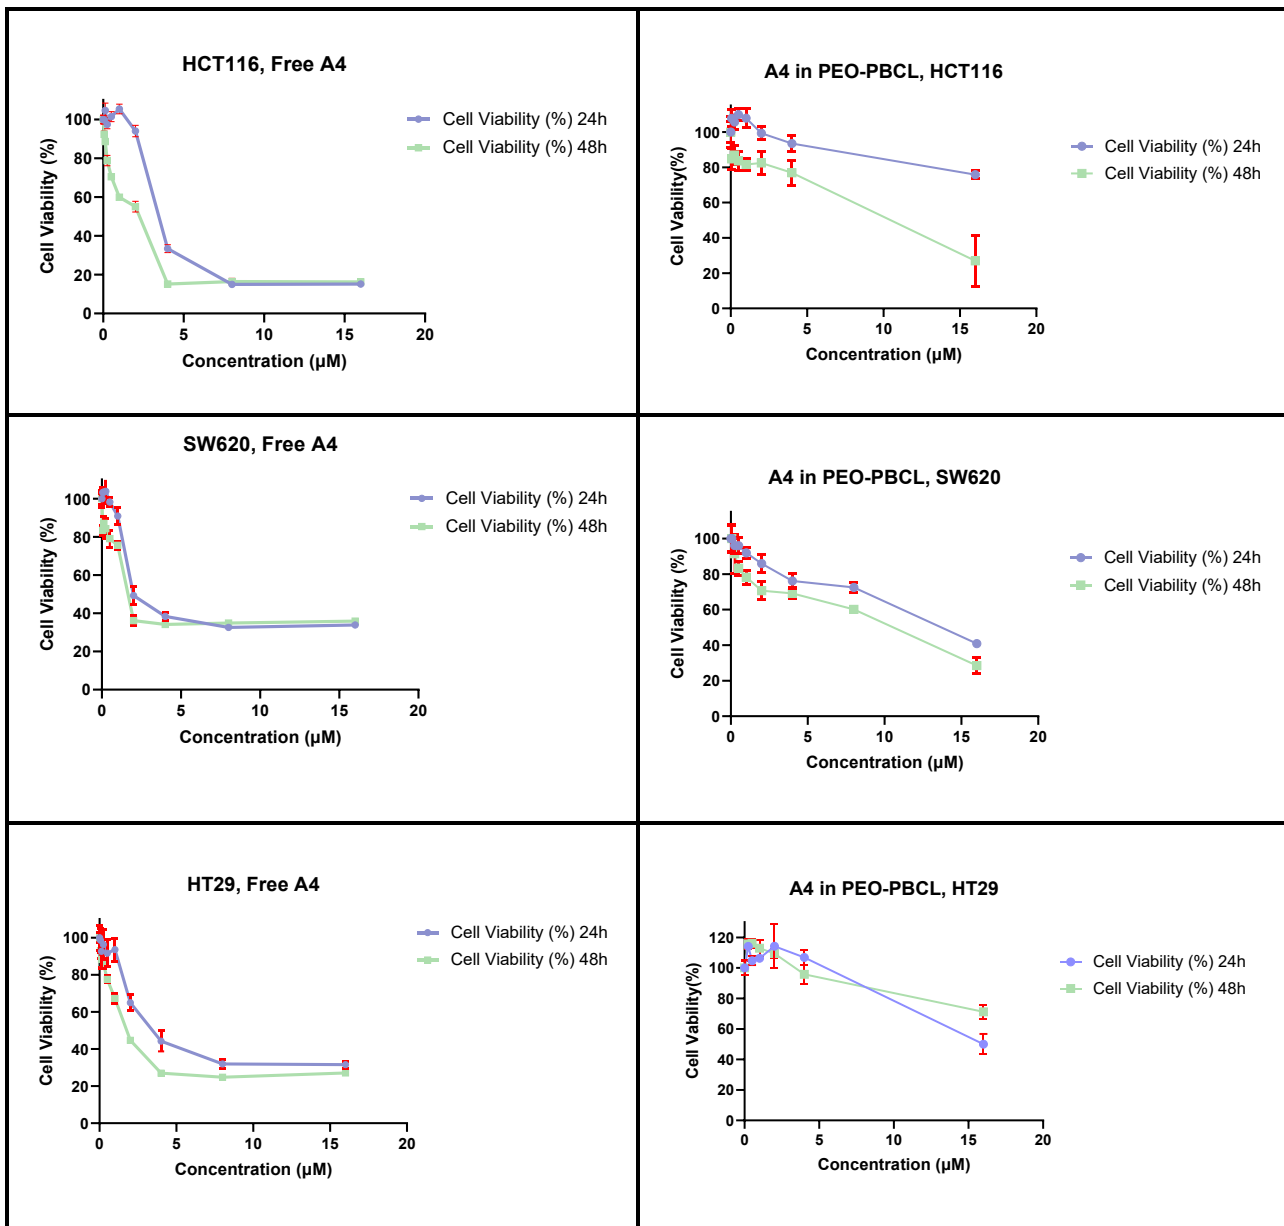 HCT116, Free A4
Cell Viability (%)
100
80
60
40
20
0
0 5 10 15 20
Concentration (µM)
Cell Viability (%) 24h
Cell Viability (%) 48h
A4 in PEO-PBCL, HCT116
Cell Viability(%)
100
80
60
40
20
0
0 5 10 15 20
Concentration (µM)
Cell Viability (%) 24h
Cell Viability (%) 48h
SW620, Free A4
Cell Viability (%)
100
80
60
40
20
0
0 5 10 15 20
Concentration (µM)
Cell Viability (%) 24h
Cell Viability (%) 48h
A4 in PEO-PBCL, SW620
Cell Viability (%)
100
80
60
40
20
0
0 5 10 15 20
Concentration (µM)
Cell Viability (%) 24h
Cell Viability (%) 48h
HT29, Free A4
Cell Viability (%)
100
80
60
40
20
0
0 5 10 15 20
Concentration (µM)
Cell Viability (%) 24h
Cell Viability (%) 48h
A4 in PEO-PBCL, HT29
Cell Viability(%)
120
100
80
60
40
20
0
0 5 10 15 20
Concentration (µM)
Cell Viability (%) 24h
Cell Viability (%) 48h